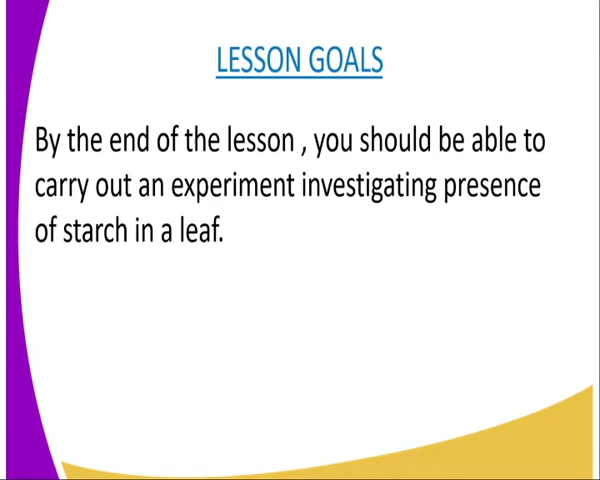 LESSON GOALS
By the end of the lesson , you should be able to
carry out an experiment investigating presence
of starch in a leaf.